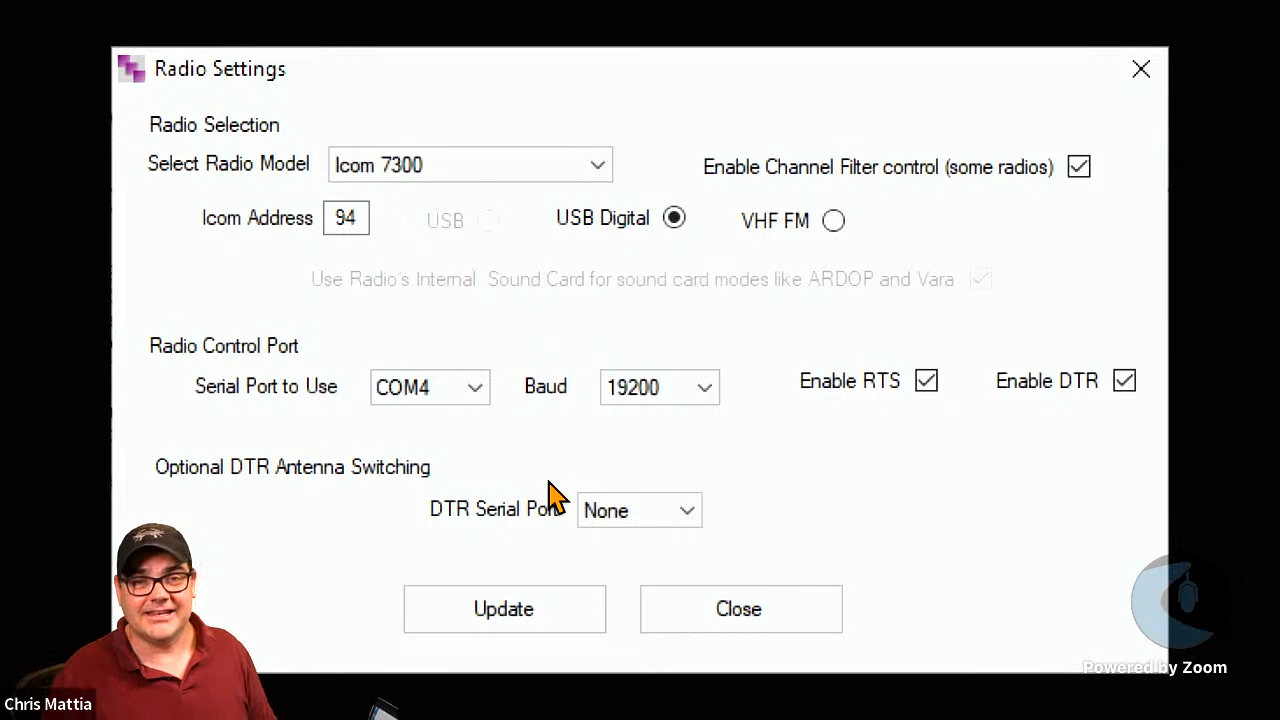 Radio Settings
Radio Selection
Select Radio Model Icom 7300 Enable Channel Filter control (some radios)
Icom Address 94 USB USB Digital VHF FM
Use Radio's Internal Sound Card for sound card modes like ARDOP and Vara
Radio Control Port
Serial Port to Use COM4 Baud 19200 Enable RTS Enable DTR
Optional DTR Antenna Switching
DTR Serial Port None
Update Close
Powered by Zoom
Chris Mattia